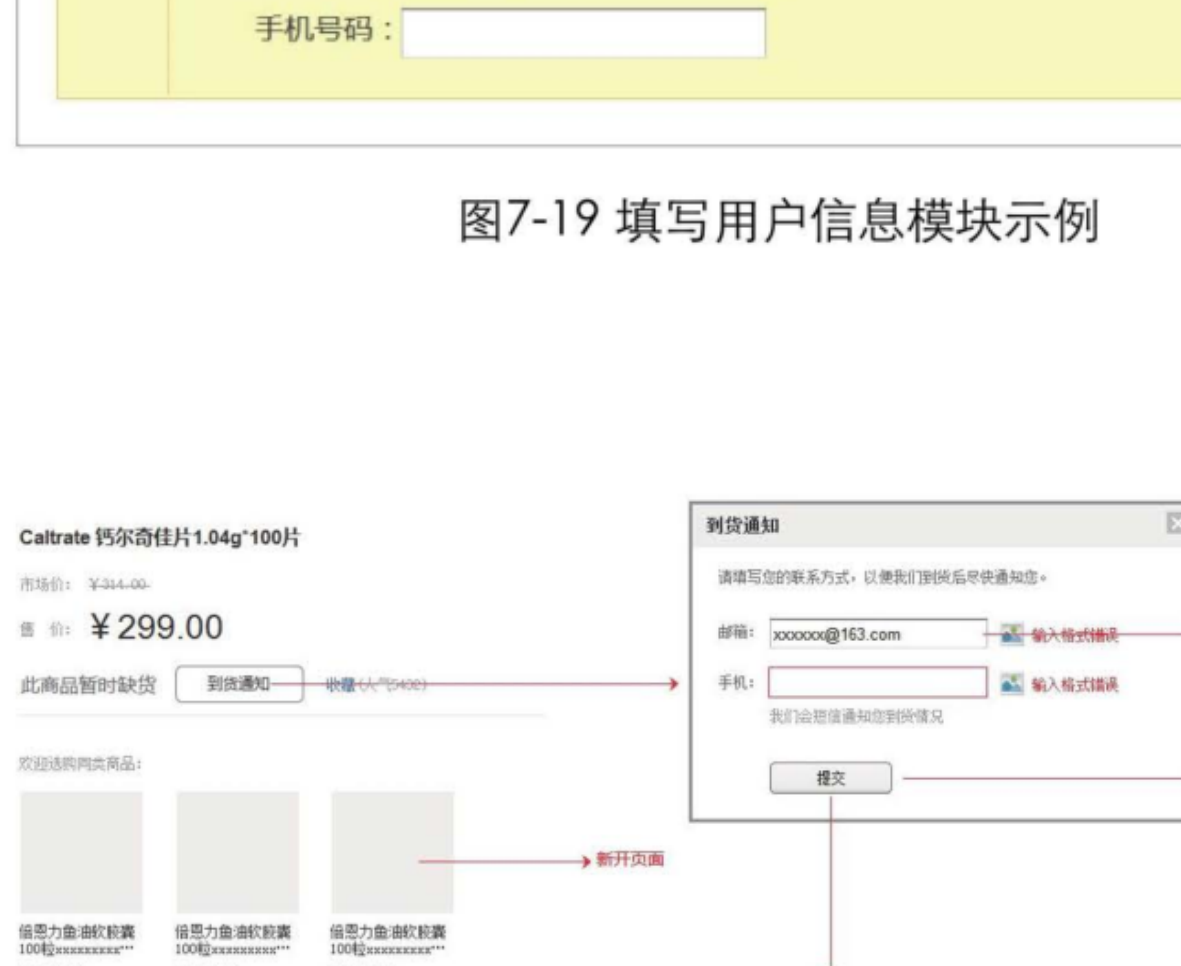 手机号码：
图7-19 填写用户信息模块示例
Caltrate 钙尔奇佳片1.04g*100片
市场价： ￥314.00
售 价： ￥299.00
此商品暂时缺货 到货通知 收藏(人气5402)
欢迎选购同类商品：
新开页面
倍恩力鱼油软胶囊
100粒xxxxxxxxx···
倍恩力鱼油软胶囊
100粒xxxxxxxxx···
倍恩力鱼油软胶囊
100粒xxxxxxxxx···
到货通知
请填写您的联系方式，以便我们到货后尽快通知您。
邮箱： xxxxxx@163.com 输入格式错误
手机： 输入格式错误
我们会短信通知您到货情况
提交